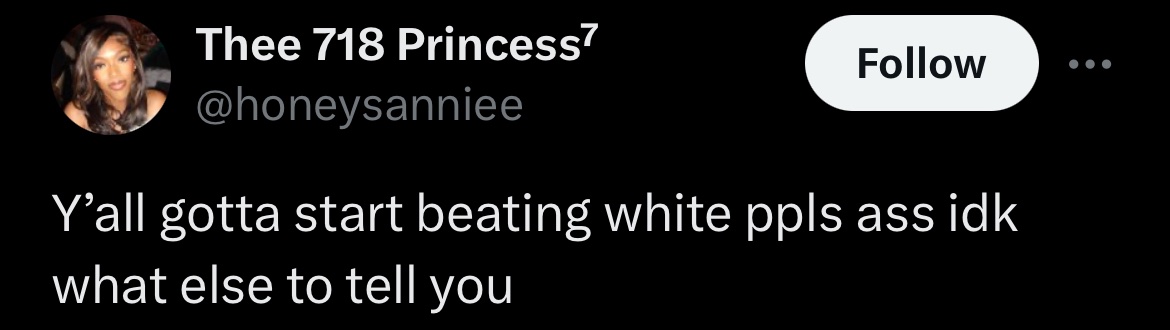 Thee 718 Princess⁷
Follow
@honeysanniee
Y’all gotta start beating white ppls ass idk
what else to tell you